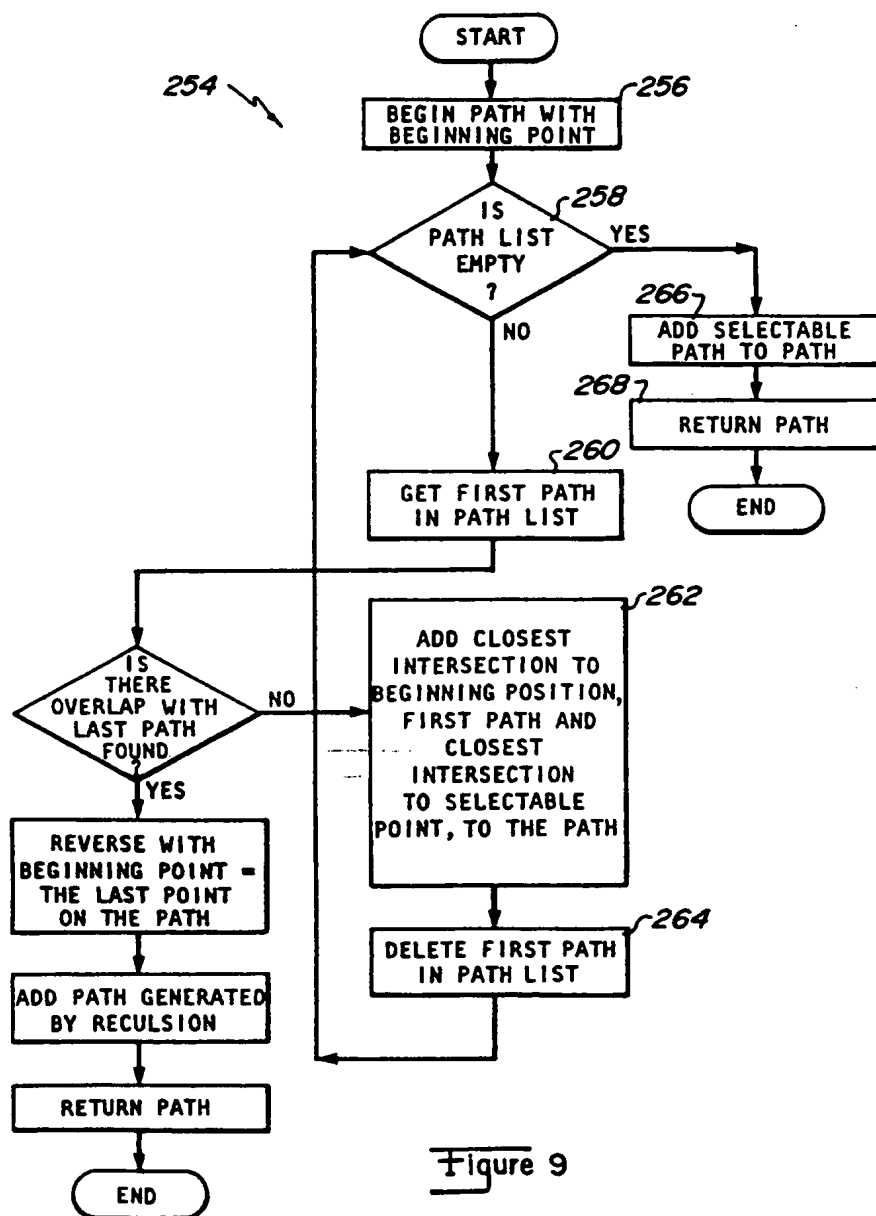 START
254
256
BEGIN PATH WITH
BEGINNING POINT
258
IS
PATH LIST
EMPTY
?
YES
NO
266
ADD SELECTABLE
PATH TO PATH
268
RETURN PATH
END
260
GET FIRST PATH
IN PATH LIST
IS
THERE
OVERLAP WITH
LAST PATH
FOUND
?
NO
YES
262
ADD CLOSEST
INTERSECTION TO
BEGINNING POSITION,
FIRST PATH AND
CLOSEST
INTERSECTION
TO SELECTABLE
POINT, TO THE PATH
264
DELETE FIRST PATH
IN PATH LIST
REVERSE WITH
BEGINNING POINT =
THE LAST POINT
ON THE PATH
ADD PATH GENERATED
BY RECULSION
RETURN PATH
END
Figure 9